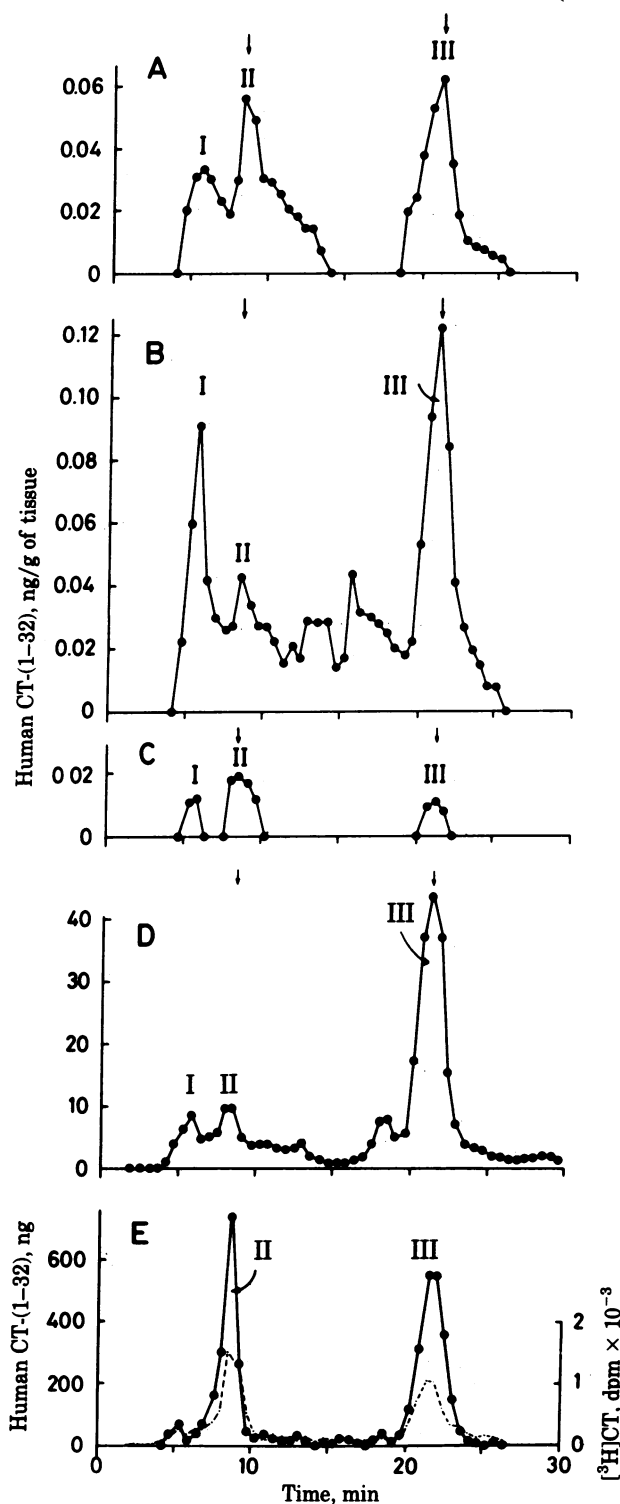 A
I
II
III
0.06
0.04
0.02
0
B
I
II
III
0.12
0.10
0.08
0.06
0.04
0.02
0
Human CT-(1–32), ng/g of tissue
C
I
II
III
0 02
0
D
I
II
III
40
30
20
10
0
E
II
III
600
400
200
0
2
1
0
Human CT-(1–32), ng
[³H]CT, dpm × 10⁻³
0 10 20 30
Time, min